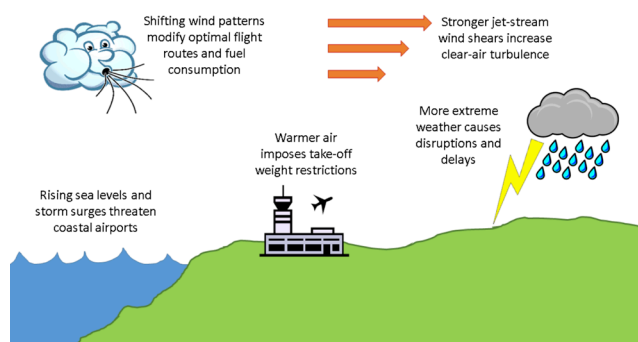 Shifting wind patterns
modify optimal flight
routes and fuel
consumption
Stronger jet-stream
wind shears increase
clear-air turbulence
More extreme
weather causes
disruptions and
delays
Warmer air
imposes take-off
weight restrictions
Rising sea levels and
storm surges threaten
coastal airports